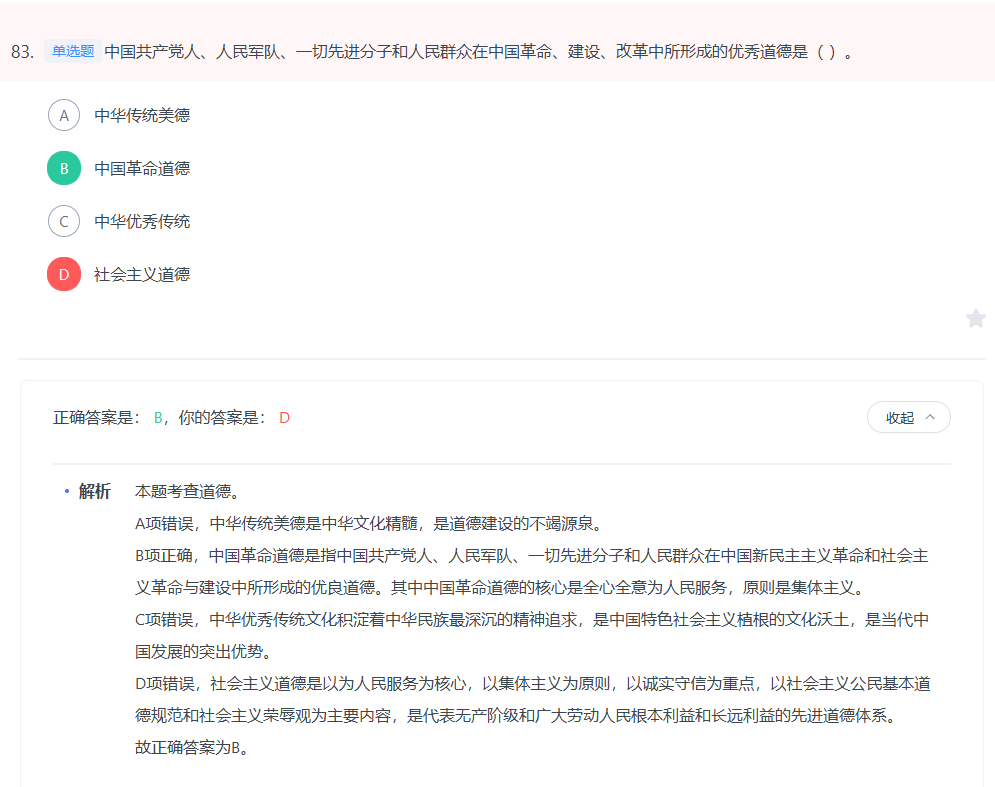 83. 单选题 中国共产党人、人民军队、一切先进分子和人民群众在中国革命、建设、改革中所形成的优秀道德是（ ）。
A 中华传统美德
B 中国革命道德
C 中华优秀传统
D 社会主义道德
正确答案是： B，你的答案是： D
收起
解析 本题考查道德。
A项错误，中华传统美德是中华文化精髓，是道德建设的不竭源泉。
B项正确，中国革命道德是指中国共产党人、人民军队、一切先进分子和人民群众在中国新民主主义革命和社会主
义革命与建设中所形成的优良道德。其中中国革命道德的核心是全心全意为人民服务，原则是集体主义。
C项错误，中华优秀传统文化积淀着中华民族最深沉的精神追求，是中国特色社会主义植根的文化沃土，是当代中
国发展的突出优势。
D项错误，社会主义道德是以为人民服务为核心，以集体主义为原则，以诚实守信为重点，以社会主义公民基本道
德规范和社会主义荣辱观为主要内容，是代表无产阶级和广大劳动人民根本利益和长远利益的先进道德体系。
故正确答案为B。